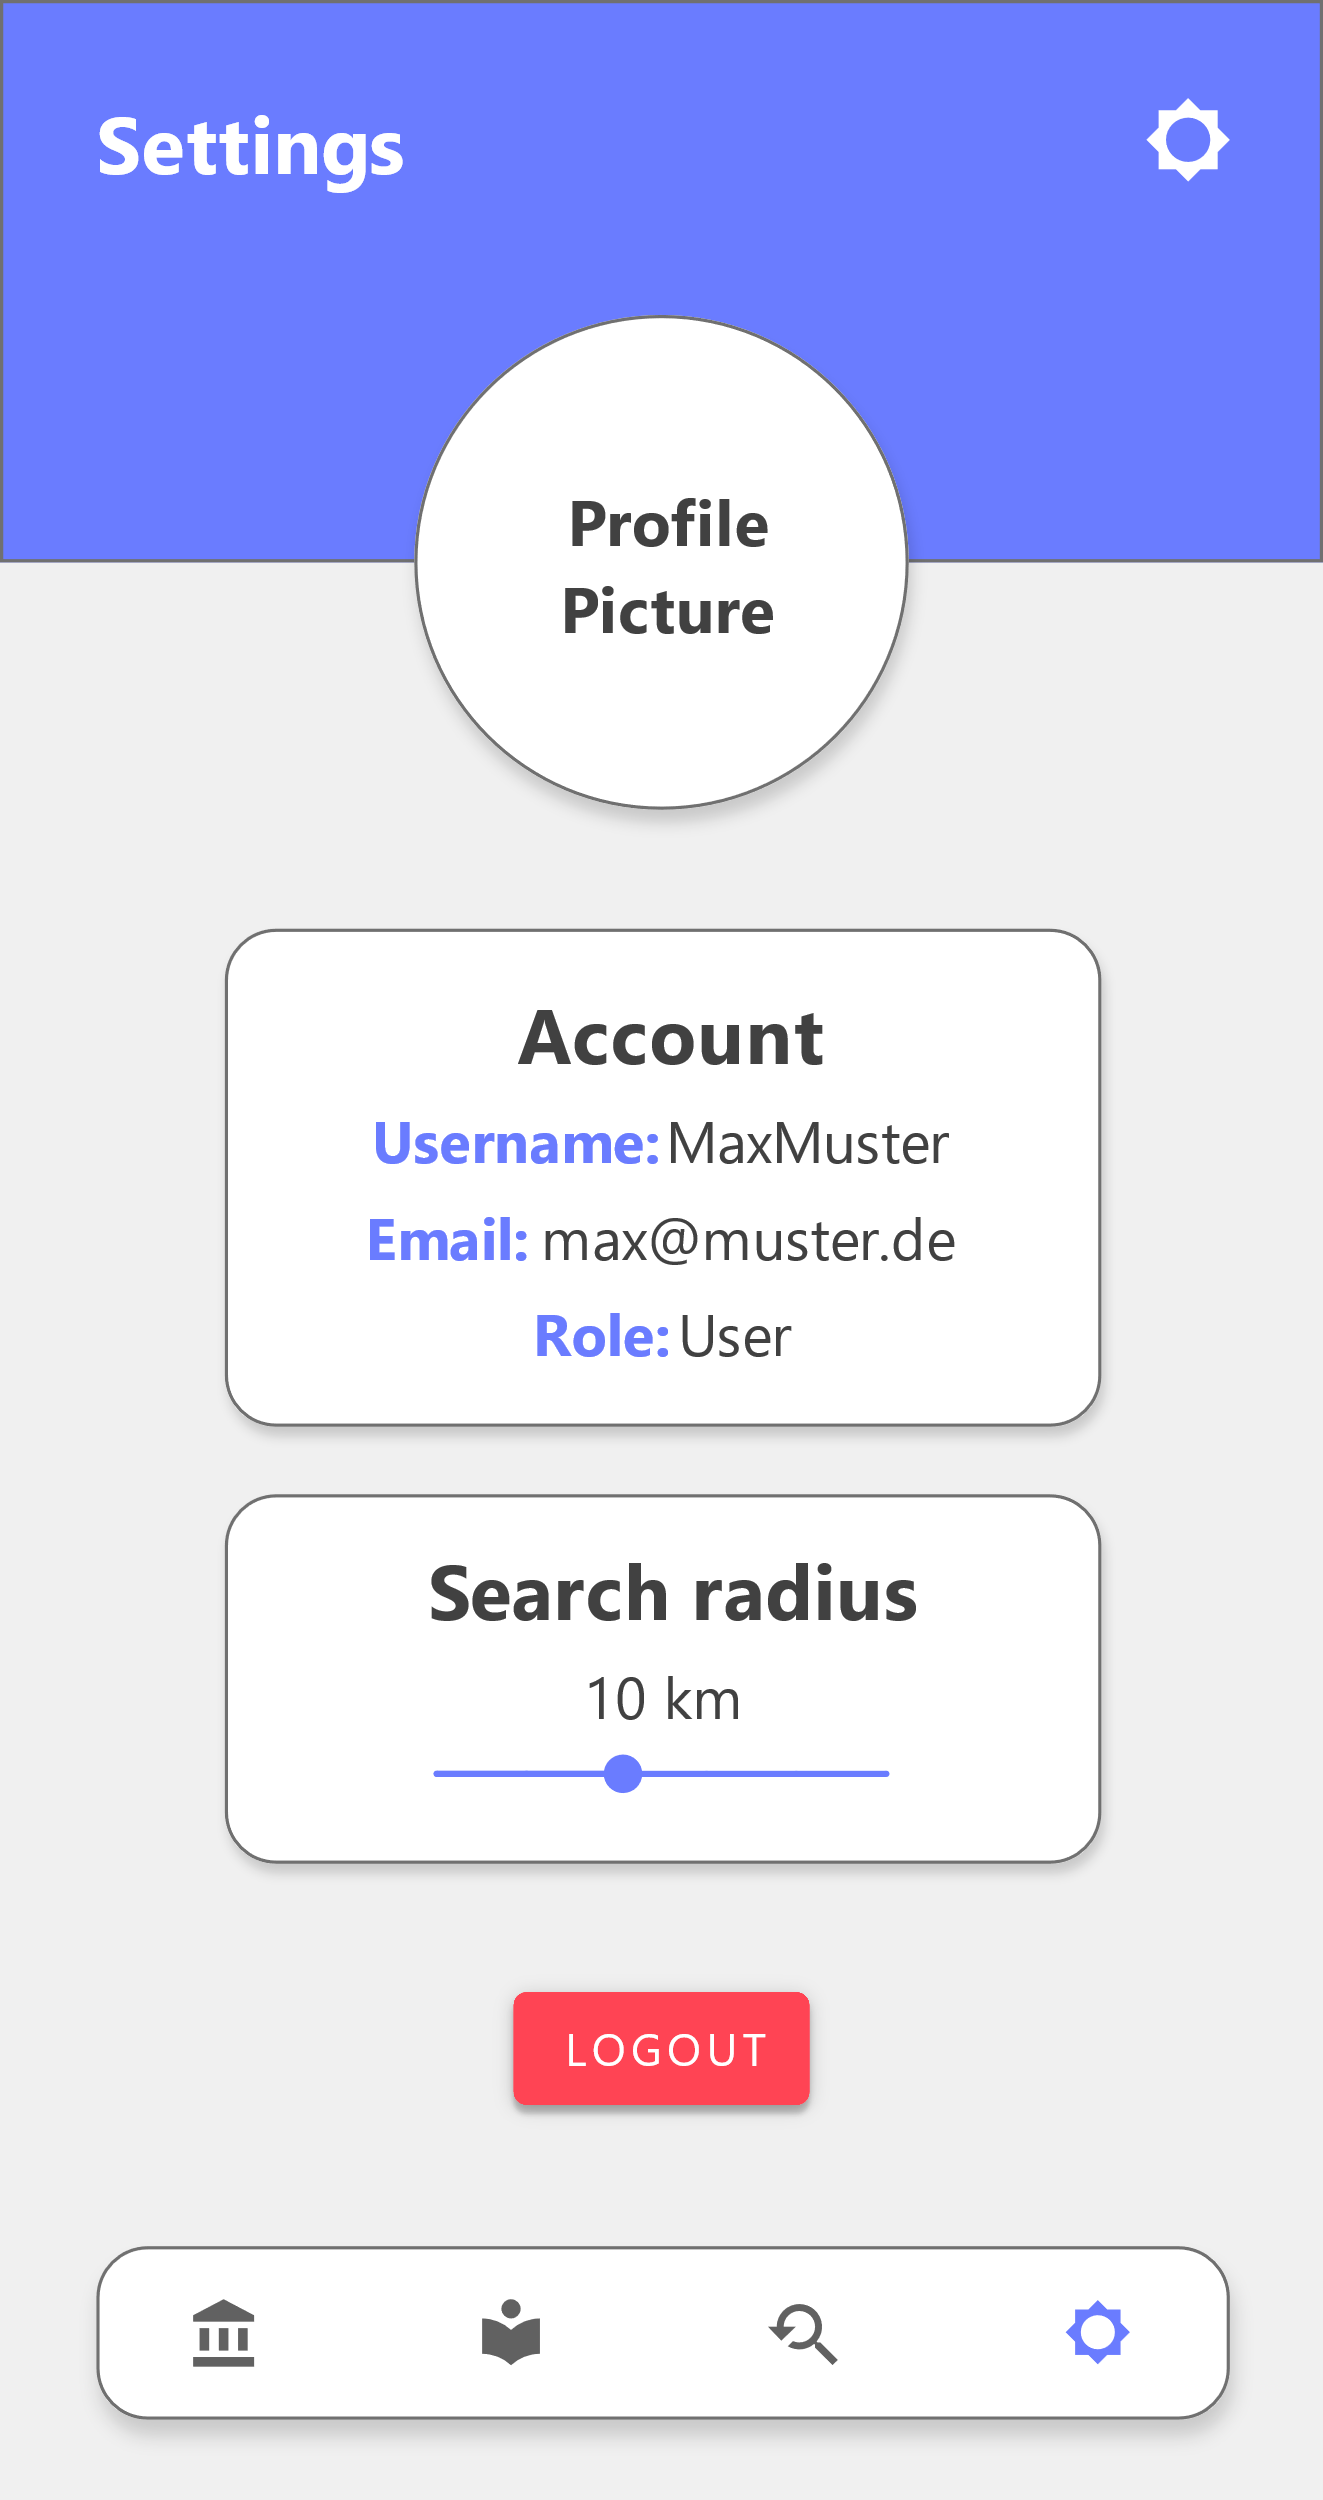 Settings
Profile
Picture
Account
Username: MaxMuster
Email: max@muster.de
Role: User
Search radius
10 km
LOGOUT